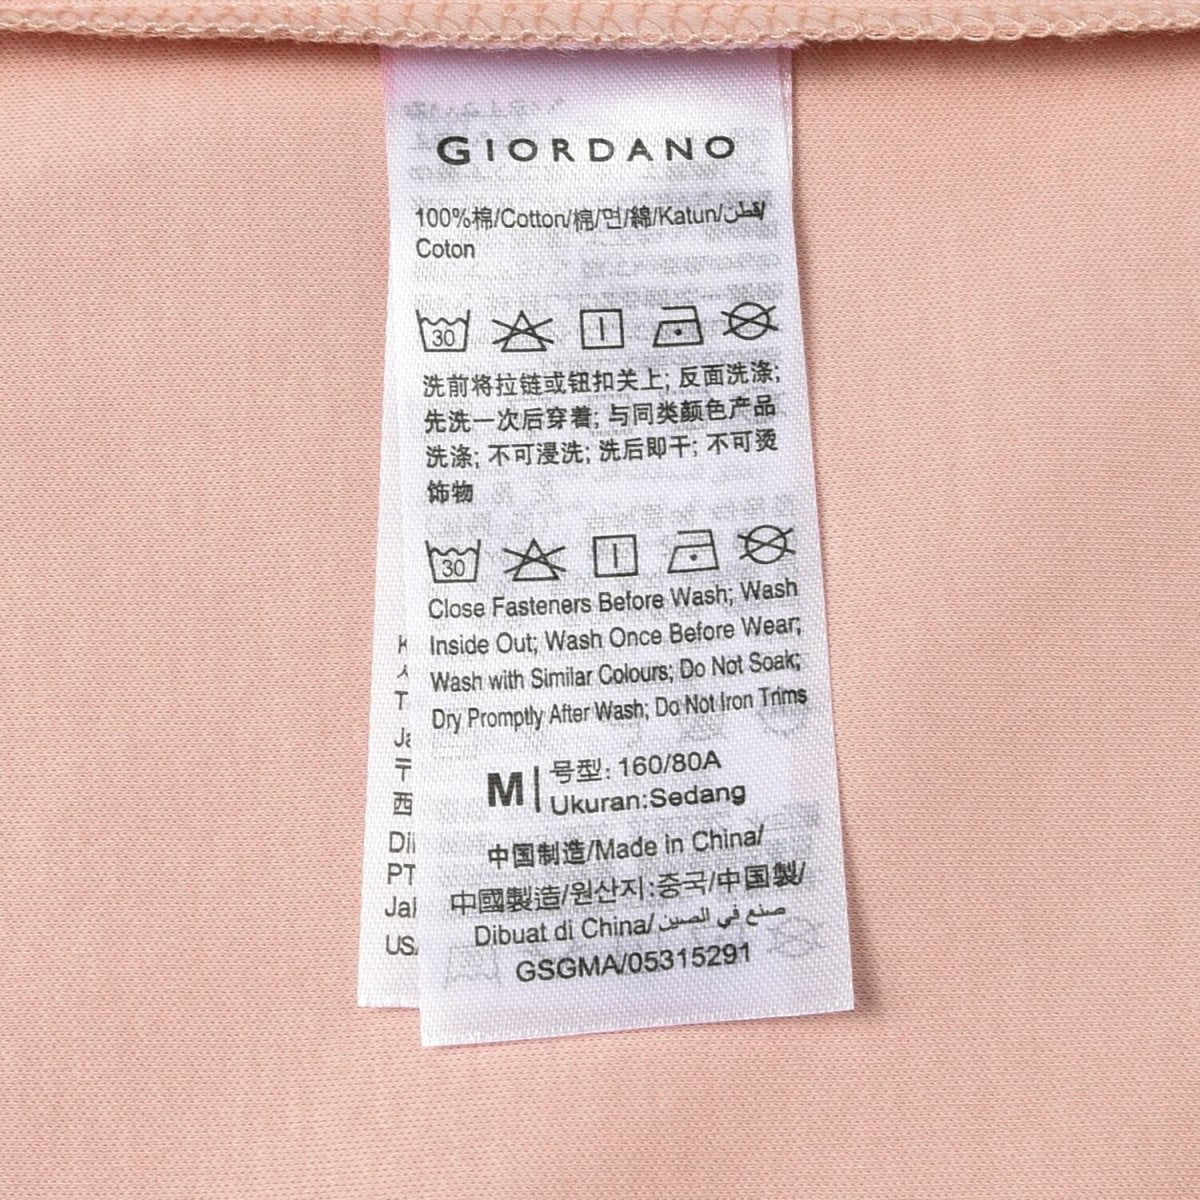 GIORDANO
100%棉/Cotton/棉/면/綿/Katun/قطن/
Coton
30
洗前将拉链或钮扣关上; 反面洗涤;
先洗一次后穿着; 与同类颜色产品
洗涤; 不可浸洗; 洗后即干; 不可烫
饰物
30
Close Fasteners Before Wash; Wash
Inside Out; Wash Once Before Wear;
Wash with Similar Colours; Do Not Soak;
Dry Promptly After Wash; Do Not Iron Trims
M 号型: 160/80A
Ukuran:Sedang
中国制造/Made in China/
中國製造/원산지:중국/中国製/
Dibuat di China/صنع في الصين
GSGMA/05315291